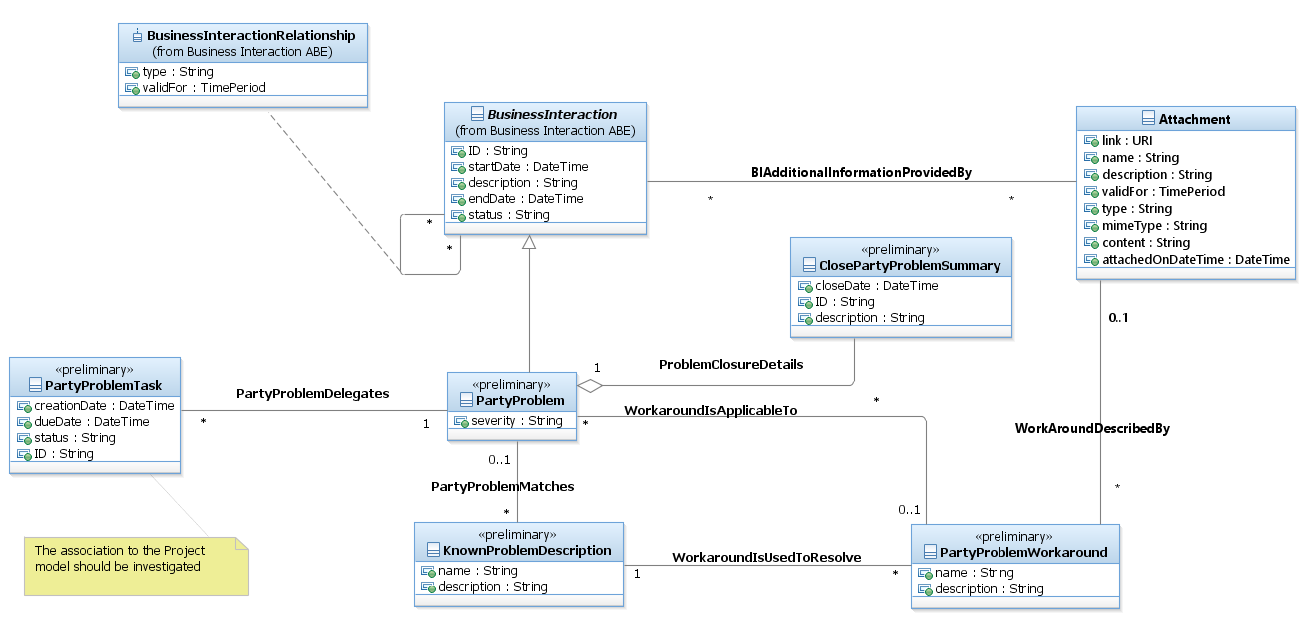 BusinessInteractionRelationship
(from Business Interaction ABE)
type : String
validFor : TimePeriod
BusinessInteraction
(from Business Interaction ABE)
ID : String
startDate : DateTime
description : String
endDate : DateTime
status : String
*
*
BIAdditionalInformationProvidedBy
*
*
Attachment
link : URI
name : String
description : String
validFor : TimePeriod
type : String
mimeType : String
content : String
attachedOnDateTime : DateTime
«preliminary»
ClosePartyProblemSummary
closeDate : DateTime
ID : String
description : String
0..1
1
ProblemClosureDetails
*
«preliminary»
PartyProblemTask
creationDate : DateTime
dueDate : DateTime
status : String
ID : String
PartyProblemDelegates
*
1
«preliminary»
PartyProblem
severity : String
WorkaroundIsApplicableTo
*
0..1
WorkAroundDescribedBy
*
0..1
PartyProblemMatches
*
The association to the Project
model should be investigated
«preliminary»
KnownProblemDescription
name : String
description : String
WorkaroundIsUsedToResolve
1
*
«preliminary»
PartyProblemWorkaround
name : String
description : String